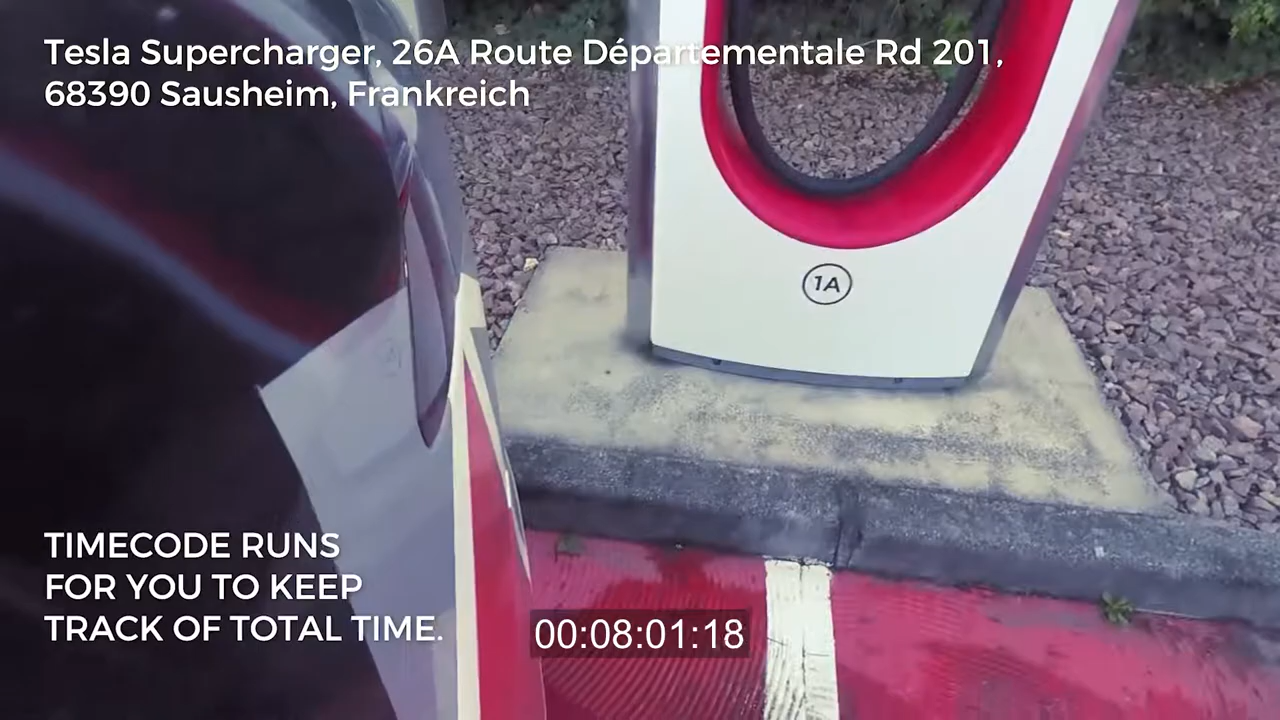 Tesla Supercharger, 26A Route Départementale Rd 201,
68390 Sausheim, Frankreich
1A
TIMECODE RUNS
FOR YOU TO KEEP
TRACK OF TOTAL TIME.
00:08:01:18